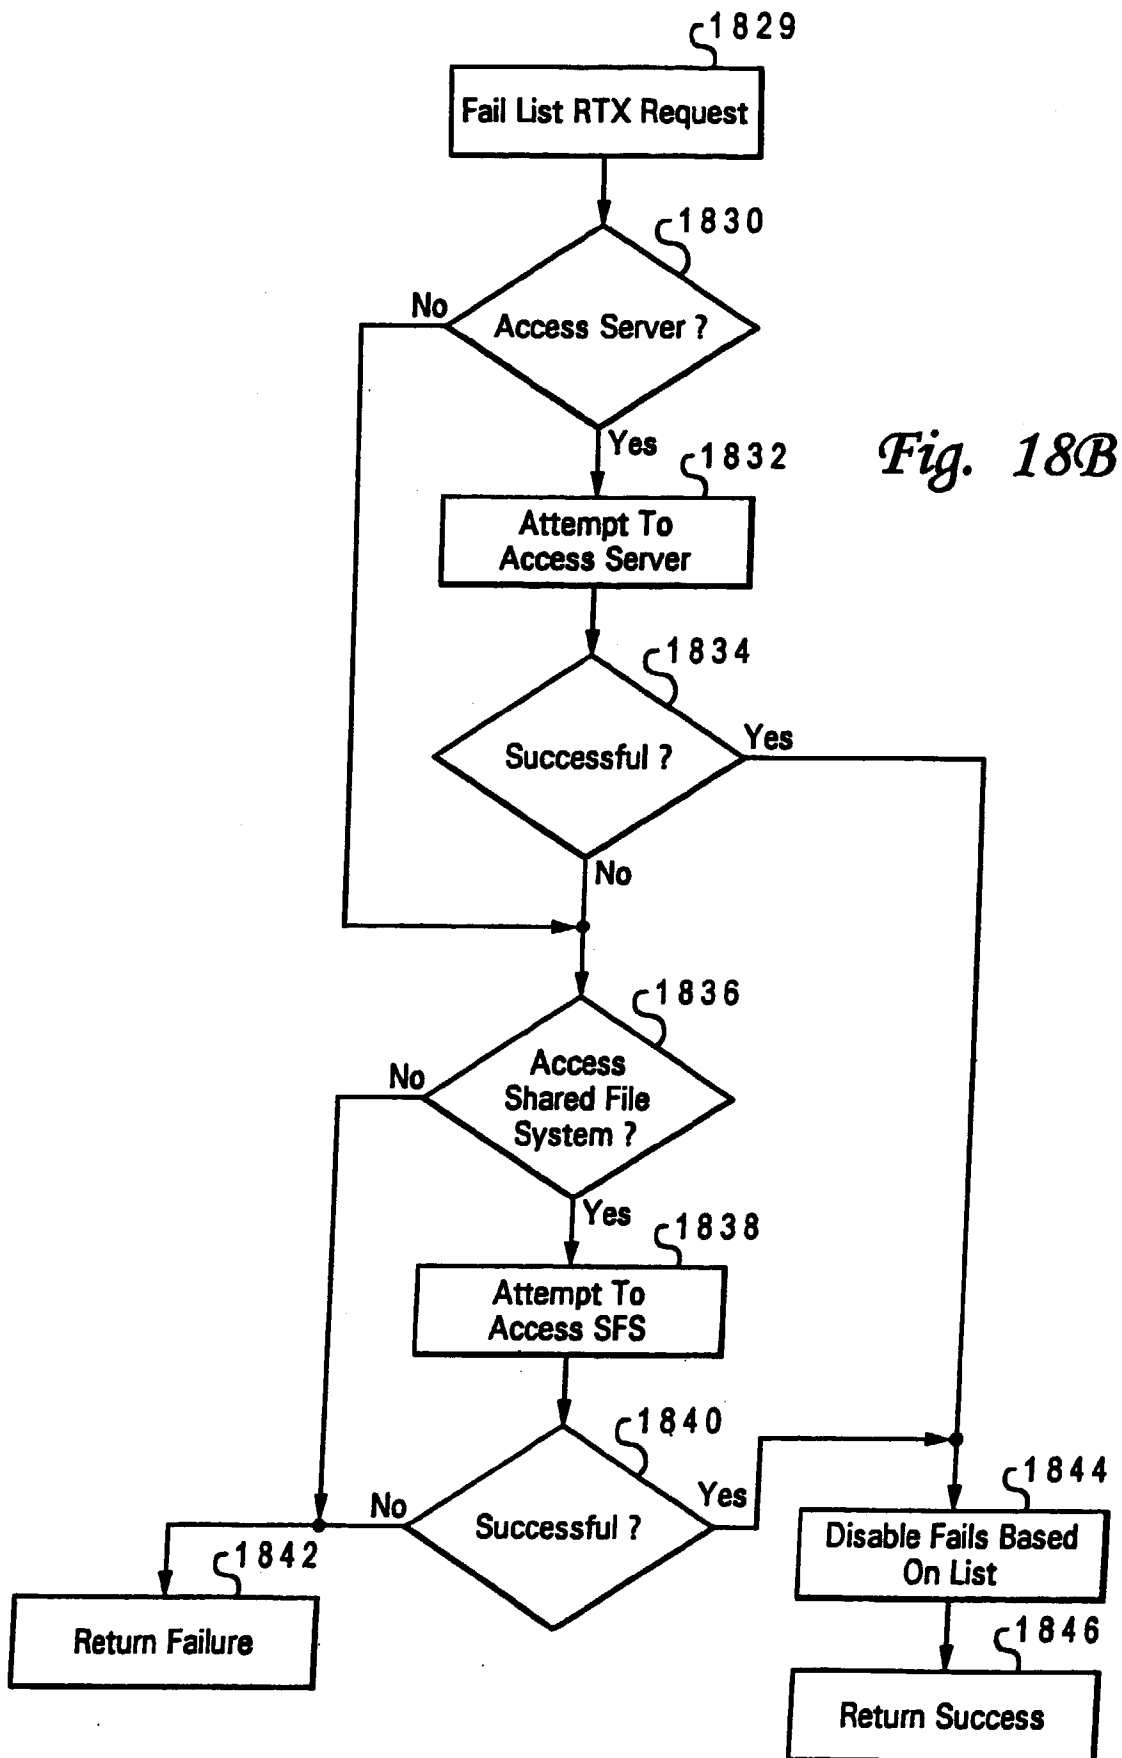 1829
Fail List RTX Request
1830
No
Access Server ?
Yes
Fig. 18B
1832
Attempt To
Access Server
1834
Yes
Successful ?
No
1836
No
Access
Shared File
System ?
Yes
1838
Attempt To
Access SFS
1840
No
Yes
Successful ?
1844
Disable Fails Based
On List
1842
Return Failure
1846
Return Success